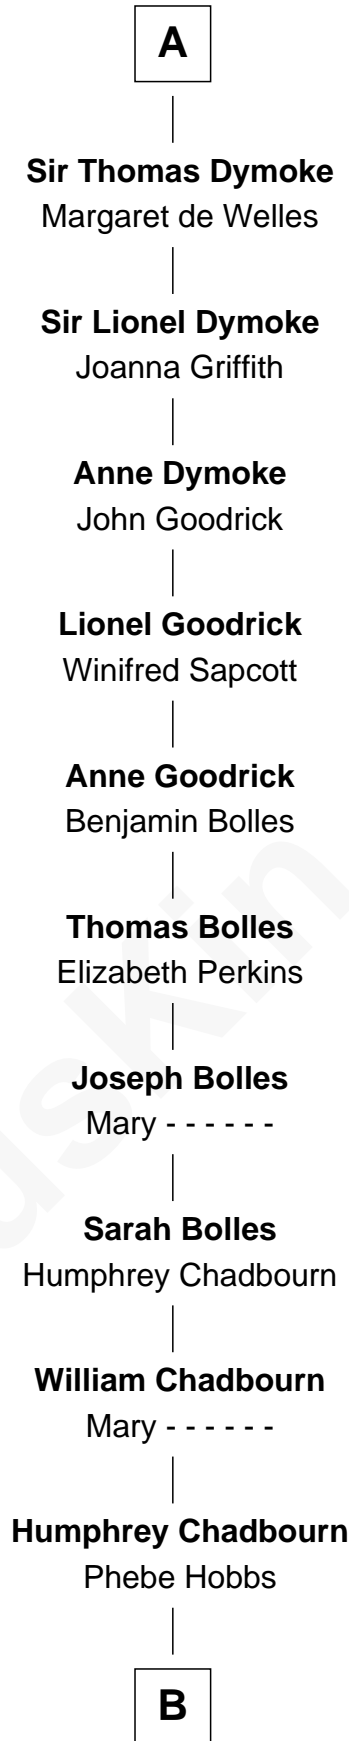 A
Sir Thomas Dymoke
Margaret de Welles
Sir Lionel Dymoke
Joanna Griffith
Anne Dymoke
John Goodrick
Lionel Goodrick
Winifred Sapcott
Anne Goodrick
Benjamin Bolles
Thomas Bolles
Elizabeth Perkins
Joseph Bolles
Mary - - - - - -
Sarah Bolles
Humphrey Chadbourn
William Chadbourn
Mary - - - - - -
Humphrey Chadbourn
Phebe Hobbs
B